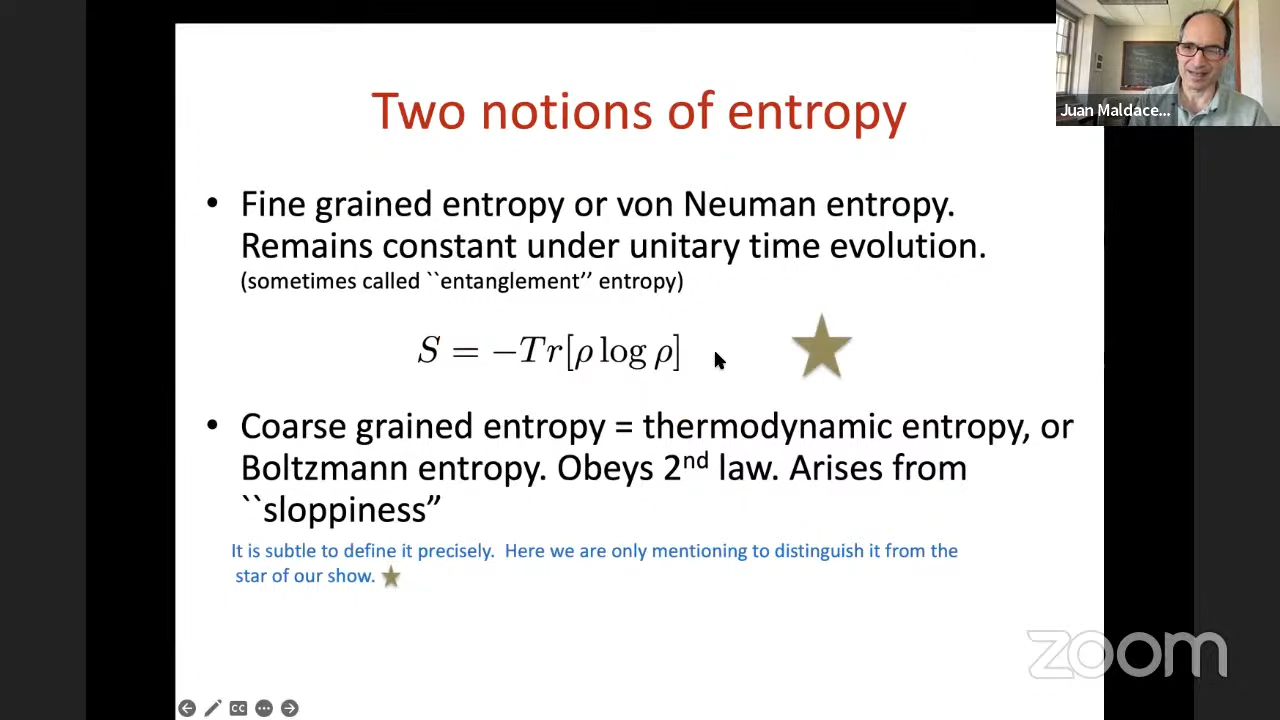 Two notions of entropy
Juan Maldace...
• Fine grained entropy or von Neuman entropy.
Remains constant under unitary time evolution.
(sometimes called ``entanglement’’ entropy)
S = −Tr[ρ log ρ]
• Coarse grained entropy = thermodynamic entropy, or
Boltzmann entropy. Obeys 2nd law. Arises from
``sloppiness”
It is subtle to define it precisely. Here we are only mentioning to distinguish it from the
star of our show.
zoom
CC